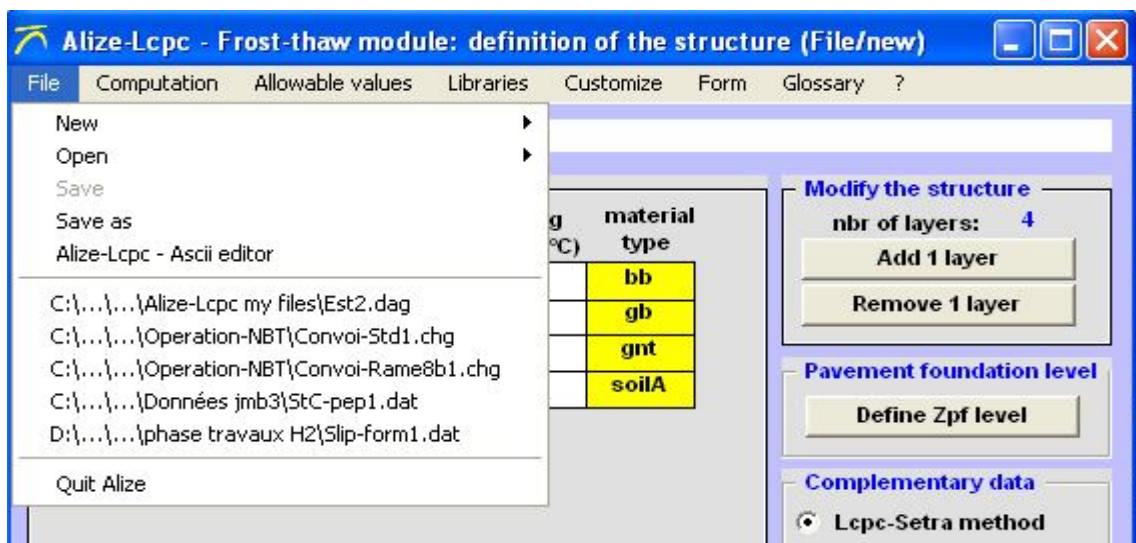 Alize-Lcpc - Frost-thaw module: definition of the structure (File/new)
File Computation Allowable values Libraries Customize Form Glossary ?
New
Open
Save
Save as
Alize-Lcpc - Ascii editor
C:\...\...\Alize-Lcpc my files\Est2.dag
C:\...\...\Operation-NBT\Convoi-Std1.chg
C:\...\...\Operation-NBT\Convoi-Rame8b1.chg
C:\...\...\Données jmb3\StC-pep1.dat
D:\...\...\phase travaux H2\Slip-form1.dat
Quit Alize
g material
°C) type
bb
gb
gnt
soilA
Modify the structure
nbr of layers: 4
Add 1 layer
Remove 1 layer
Pavement foundation level
Define Zpf level
Complementary data
Lcpc-Setra method